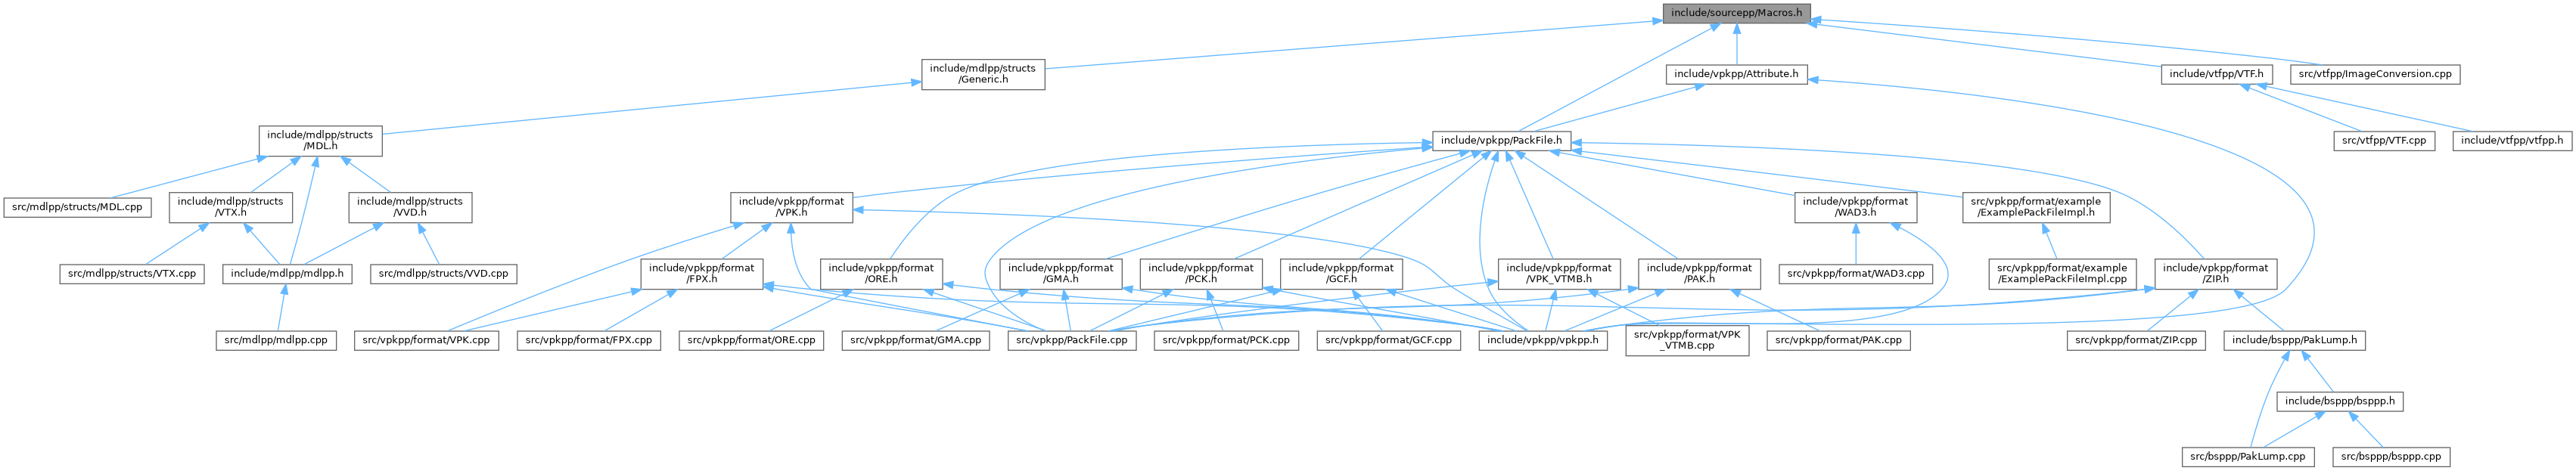 include/sourcepp/Macros.h
include/mdlpp/structs
/Generic.h
include/vpkpp/Attribute.h
include/vtfpp/VTF.h
src/vtfpp/ImageConversion.cpp
include/mdlpp/structs
/MDL.h
include/vpkpp/PackFile.h
src/vtfpp/VTF.cpp
include/vtfpp/vtfpp.h
src/mdlpp/structs/MDL.cpp
include/mdlpp/structs
/VTX.h
include/mdlpp/structs
/VVD.h
include/vpkpp/format
/VPK.h
include/vpkpp/format
/WAD3.h
src/vpkpp/format/example
/ExamplePackFileImpl.h
src/mdlpp/structs/VTX.cpp
include/mdlpp/mdlpp.h
src/mdlpp/structs/VVD.cpp
include/vpkpp/format
/FPX.h
include/vpkpp/format
/ORE.h
include/vpkpp/format
/GMA.h
include/vpkpp/format
/PCK.h
include/vpkpp/format
/GCF.h
include/vpkpp/format
/VPK_VTMB.h
include/vpkpp/format
/PAK.h
src/vpkpp/format/WAD3.cpp
src/vpkpp/format/example
/ExamplePackFileImpl.cpp
include/vpkpp/format
/ZIP.h
src/mdlpp/mdlpp.cpp
src/vpkpp/format/VPK.cpp
src/vpkpp/format/FPX.cpp
src/vpkpp/format/ORE.cpp
src/vpkpp/format/GMA.cpp
src/vpkpp/PackFile.cpp
src/vpkpp/format/PCK.cpp
src/vpkpp/format/GCF.cpp
include/vpkpp/vpkpp.h
src/vpkpp/format/VPK
_VTMB.cpp
src/vpkpp/format/PAK.cpp
src/vpkpp/format/ZIP.cpp
include/bsppp/PakLump.h
include/bsppp/bsppp.h
src/bsppp/PakLump.cpp
src/bsppp/bsppp.cpp